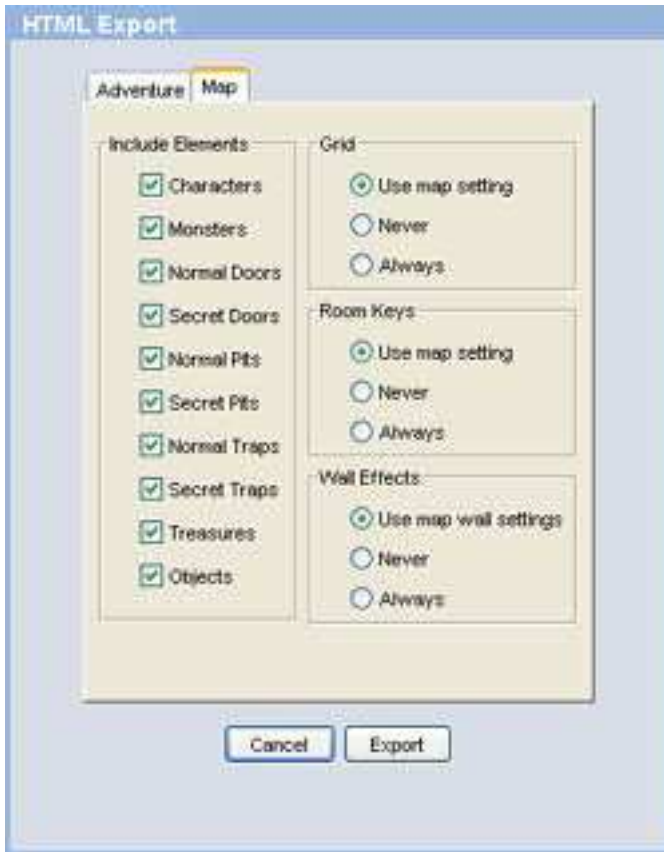 HTML Export
Adventure
Map
Include Elements
Characters
Monsters
Normal Doors
Secret Doors
Normal Pits
Secret Pits
Normal Traps
Secret Traps
Treasures
Objects
Grid
Use map setting
Never
Always
Room Keys
Use map setting
Never
Always
Wall Effects
Use map wall settings
Never
Always
Cancel
Export